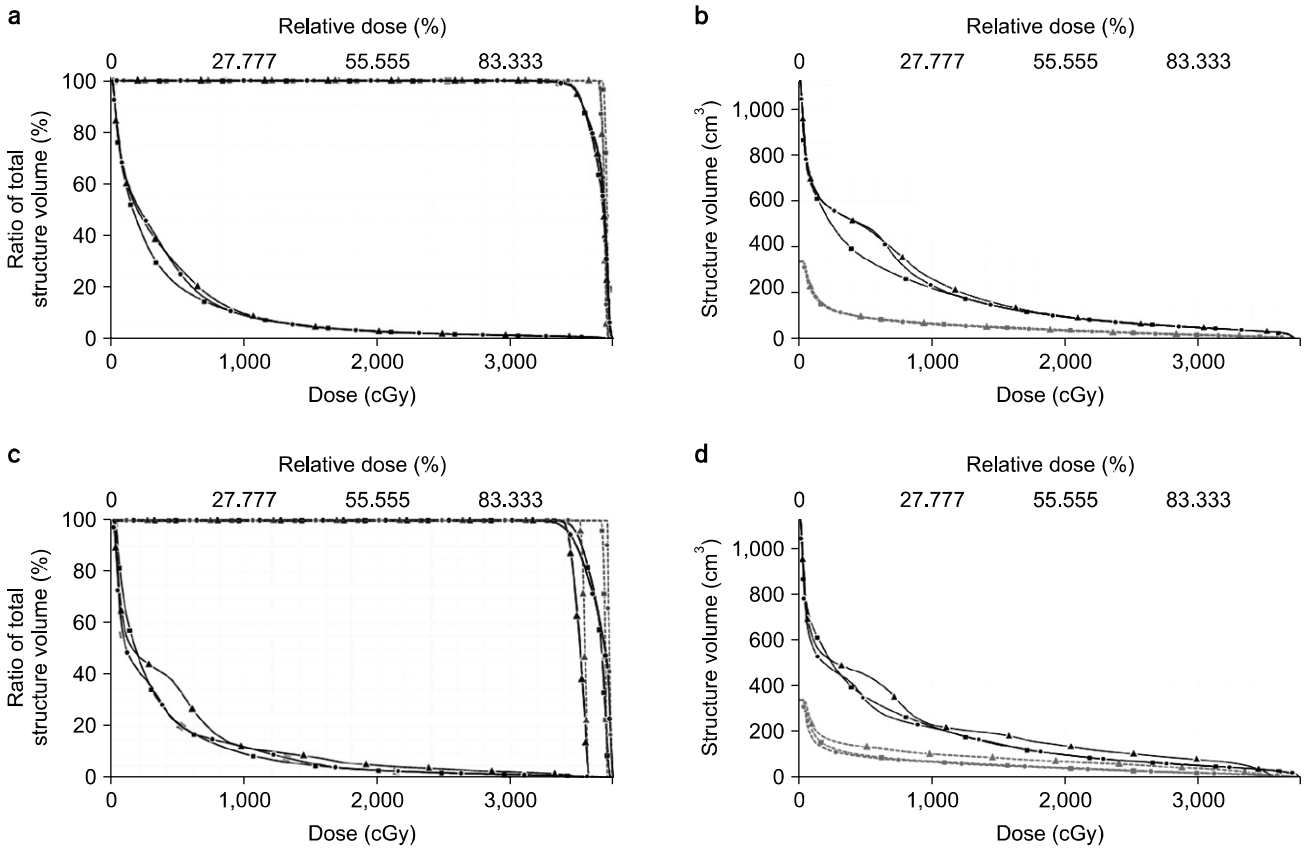 a
Relative dose (%)
0 27.777 55.555 83.333
Ratio of total
structure volume (%)
100
80
60
40
20
0
0 1,000 2,000 3,000
Dose (cGy)
b
Relative dose (%)
0 27.777 55.555 83.333
Structure volume (cm³)
1,000
800
600
400
200
0
0 1,000 2,000 3,000
Dose (cGy)
c
Relative dose (%)
0 27.777 55.555 83.333
Ratio of total
structure volume (%)
100
80
60
40
20
0
0 1,000 2,000 3,000
Dose (cGy)
d
Relative dose (%)
0 27.777 55.555 83.333
Structure volume (cm³)
1,000
800
600
400
200
0
0 1,000 2,000 3,000
Dose (cGy)